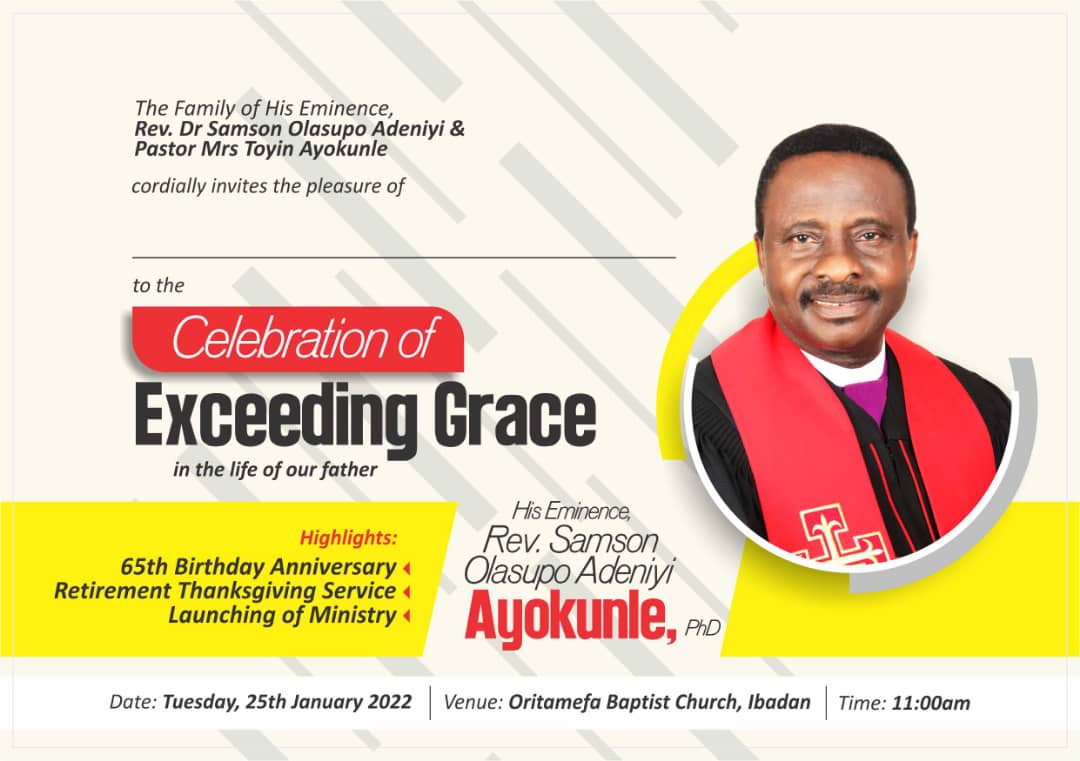 The Family of His Eminence,
Rev. Dr Samson Olasupo Adeniyi &
Pastor Mrs Toyin Ayokunle
cordially invites the pleasure of
to the
Celebration of
Exceeding Grace
in the life of our father
Highlights:
65th Birthday Anniversary
Retirement Thanksgiving Service
Launching of Ministry
His Eminence,
Rev. Samson
Olasupo Adeniyi
Ayokunle, PhD
Date: Tuesday, 25th January 2022 | Venue: Oritamefa Baptist Church, Ibadan | Time: 11:00am